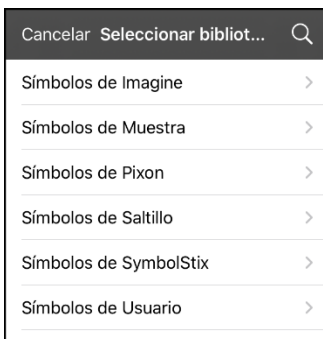 Cancelar Seleccionar bibliot...
Símbolos de Imagine
Símbolos de Muestra
Símbolos de Pixon
Símbolos de Saltillo
Símbolos de SymbolStix
Símbolos de Usuario